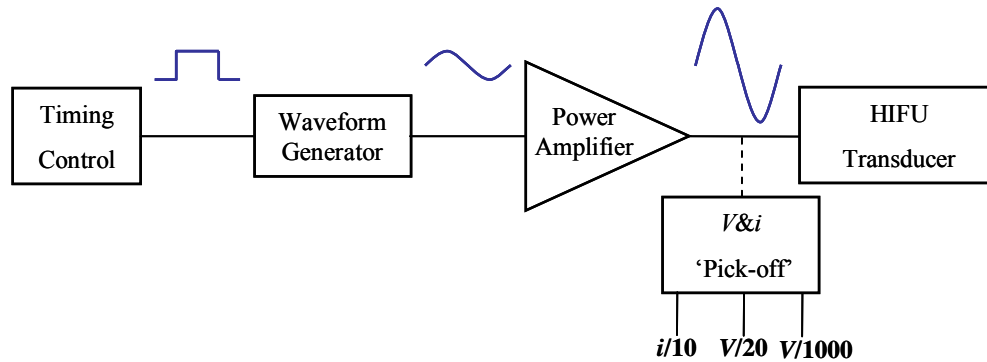 Timing
Control
Waveform
Generator
Power
Amplifier
HIFU
Transducer
V&i
‘Pick-off’
i/10 V/20 V/1000